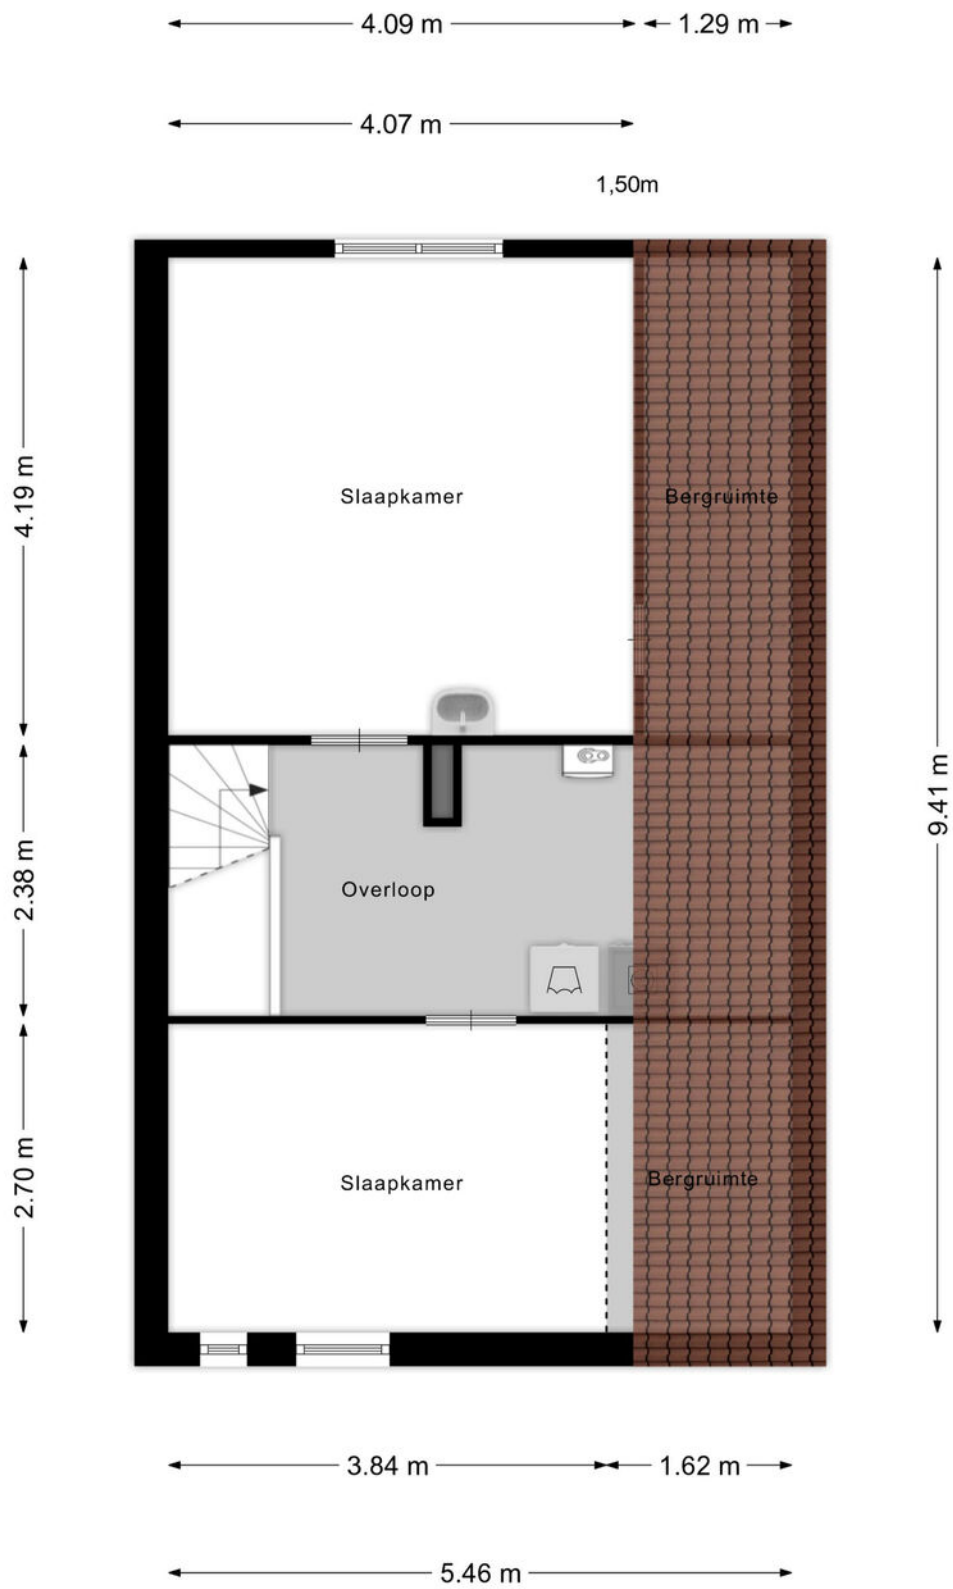 4.09 m
1.29 m
4.07 m
1,50m
4.19 m
Slaapkamer
Bergruimte
9.41 m
2.38 m
Overloop
2.70 m
Slaapkamer
Bergruimte
3.84 m
1.62 m
5.46 m